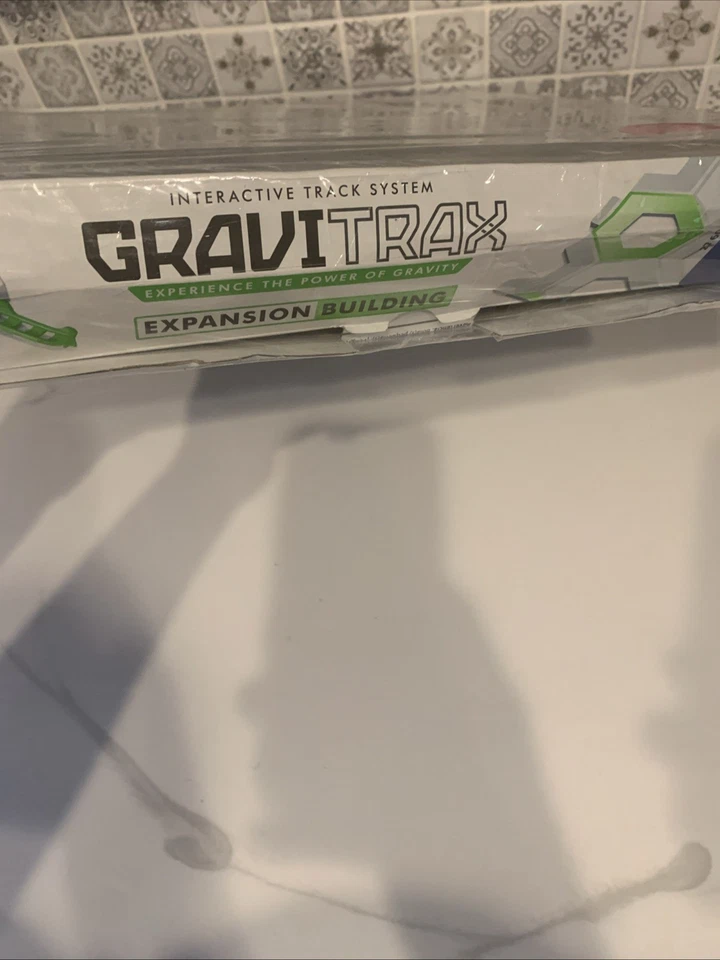 INTERACTIVE TRACK SYSTEM
GRAVITRAX
EXPERIENCE THE POWER OF GRAVITY
EXPANSION BUILDING